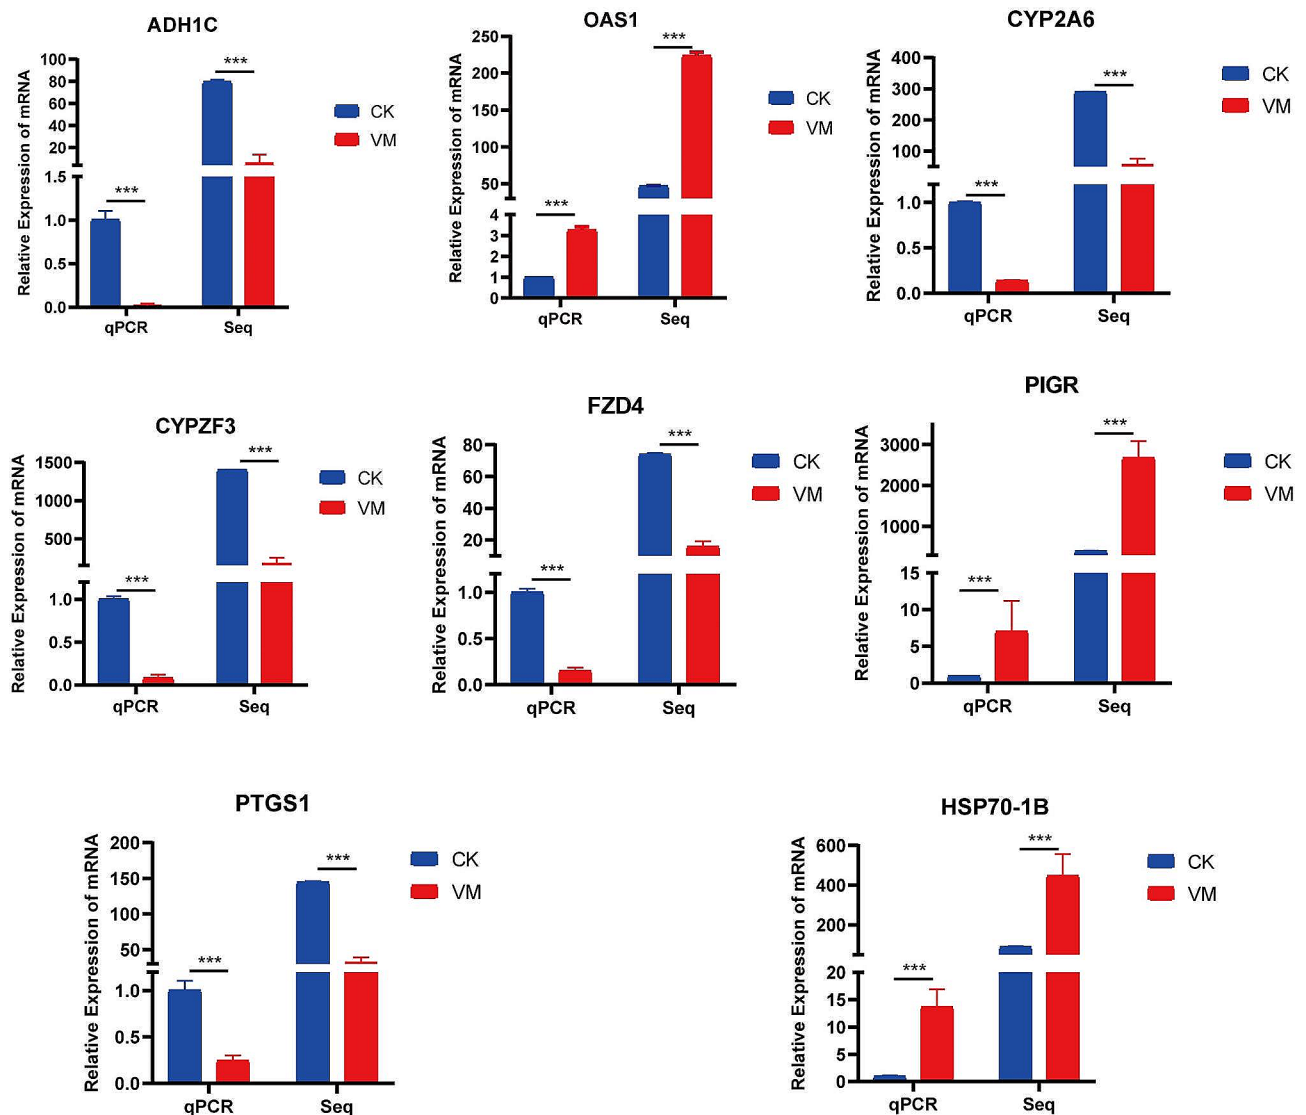 ADH1C
Relative Expression of mRNA
100
80
60
40
20
1.5
1.0
0.5
0.0
***
***
qPCR
Seq
CK
VM
OAS1
Relative Expression of mRNA
250
200
150
100
50
4
3
2
1
0
***
***
qPCR
Seq
CK
VM
CYP2A6
Relative Expression of mRNA
400
300
200
100
1.0
0.5
0.0
***
***
qPCR
Seq
CK
VM
CYPZF3
Relative Expression of mRNA
1500
1000
500
1.0
0.5
0.0
***
***
qPCR
Seq
CK
VM
FZD4
Relative Expression of mRNA
80
60
40
20
1.0
0.5
0.0
***
***
qPCR
Seq
CK
VM
PIGR
Relative Expression of mRNA
3000
2000
1000
15
10
5
0
***
***
qPCR
Seq
CK
VM
PTGS1
Relative Expression of mRNA
200
150
100
50
1.0
0.5
0.0
***
***
qPCR
Seq
CK
VM
HSP70-1B
Relative Expression of mRNA
600
400
200
20
15
10
5
0
***
***
qPCR
Seq
CK
VM